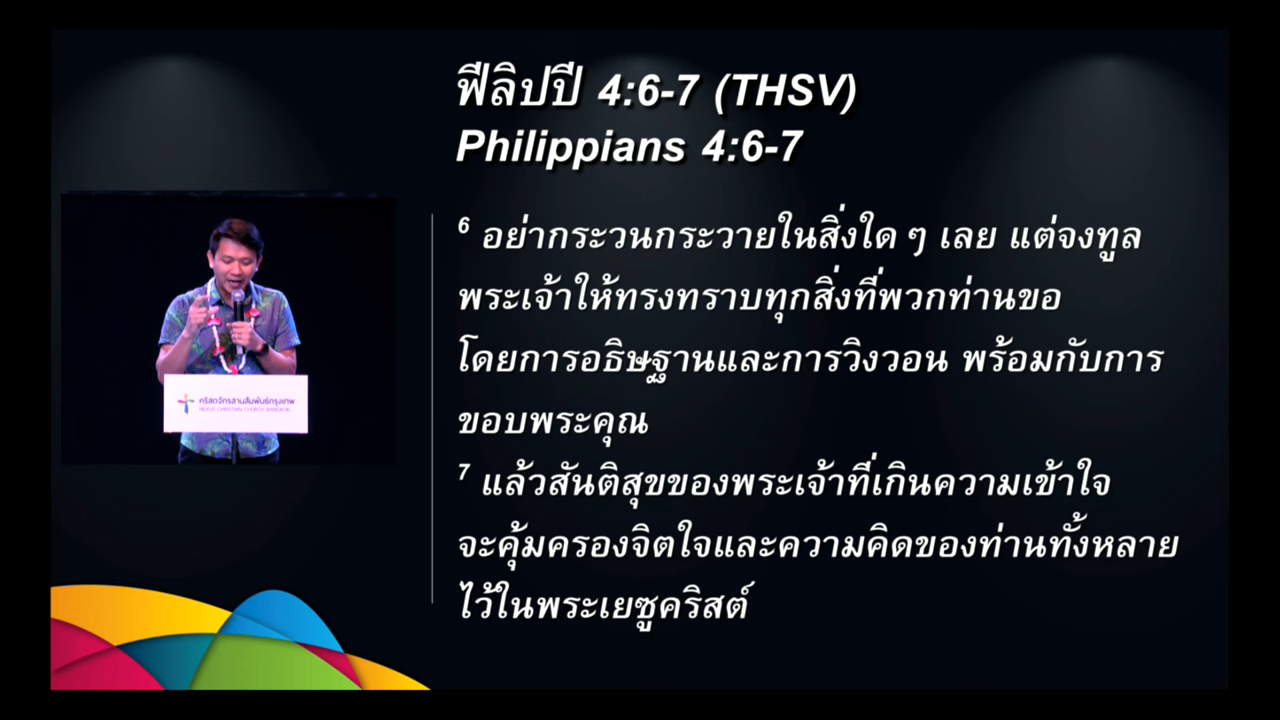 ฟีลิปปี 4:6-7 (THSV)
Philippians 4:6-7
6 อย่ากระวนกระวายในสิ่งใด ๆ เลย แต่จงทูล
พระเจ้าให้ทรงทราบทุกสิ่งที่พวกท่านขอ
โดยการอธิษฐานและการวิงวอน พร้อมกับการ
ขอบพระคุณ
7 แล้วสันติสุขของพระเจ้าที่เกินความเข้าใจ
จะคุ้มครองจิตใจและความคิดของท่านทั้งหลาย
ไว้ในพระเยซูคริสต์
คริสตจักรสานสัมพันธ์กรุงเทพ
NEXUS CHRISTIAN CHURCH BANGKOK